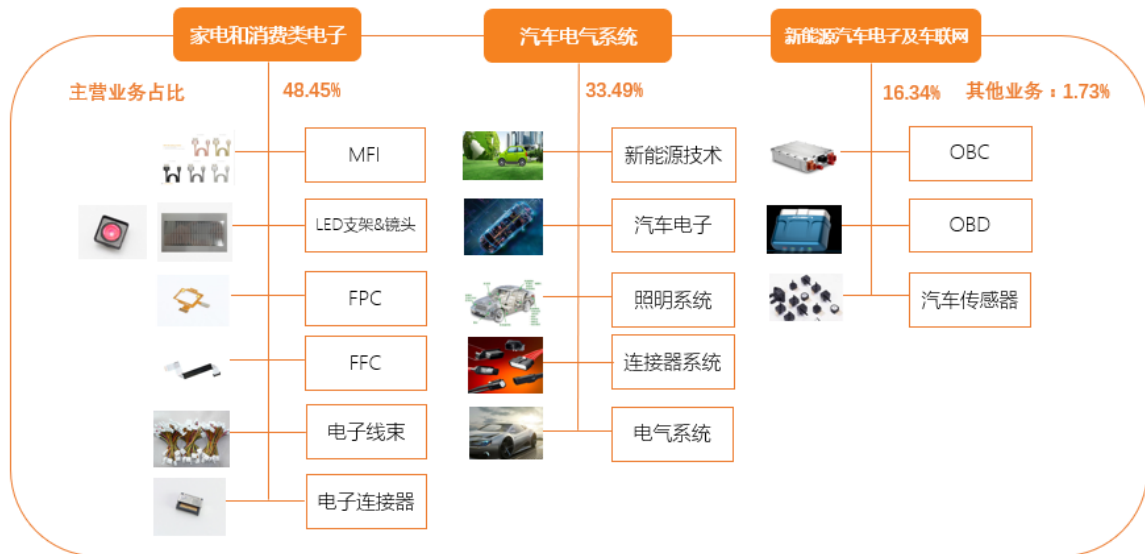 家电和消费类电子
汽车电气系统
新能源汽车电子及车联网
主营业务占比
48.45%
33.49%
16.34%
其他业务：1.73%
MFI
LED支架&镜头
FPC
FFC
电子线束
电子连接器
新能源技术
汽车电子
照明系统
连接器系统
电气系统
OBC
OBD
汽车传感器